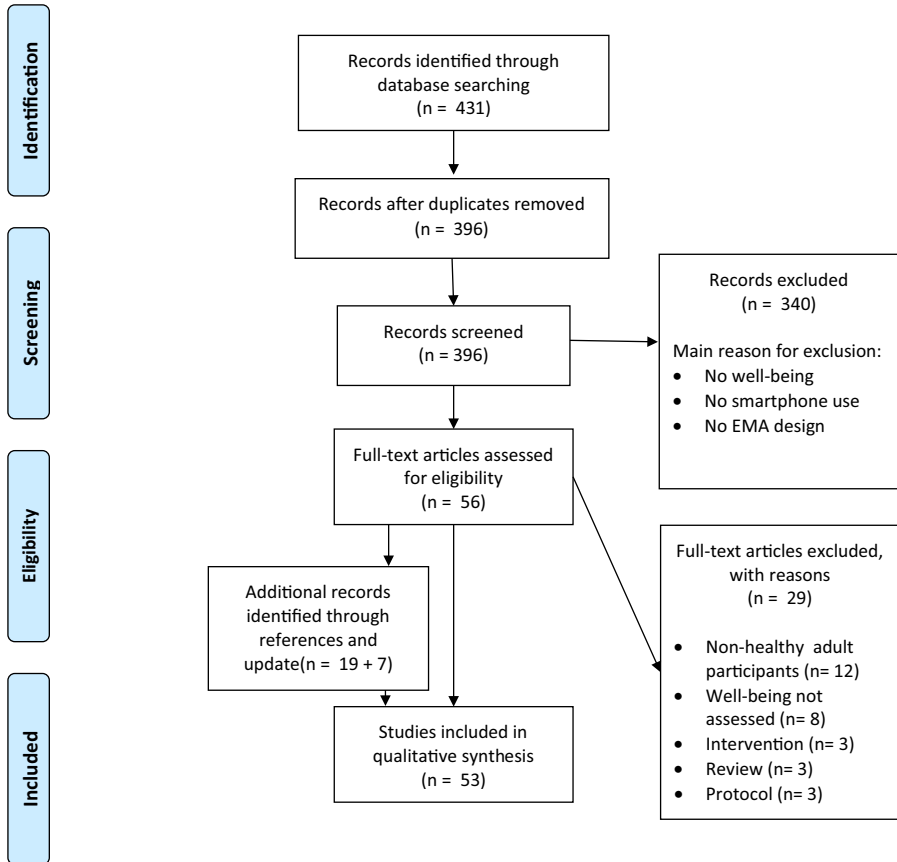 Identification
Records identified through
database searching
(n = 431)
Records after duplicates removed
(n = 396)
Screening
Records screened
(n = 396)
Records excluded
(n = 340)
Main reason for exclusion:
• No well-being
• No smartphone use
• No EMA design
Eligibility
Full-text articles assessed
for eligibility
(n = 56)
Additional records
identified through
references and
update(n = 19 + 7)
Full-text articles excluded,
with reasons
(n = 29)
• Non-healthy adult
participants (n= 12)
• Well-being not
assessed (n= 8)
• Intervention (n= 3)
• Review (n= 3)
• Protocol (n= 3)
Included
Studies included in
qualitative synthesis
(n = 53)